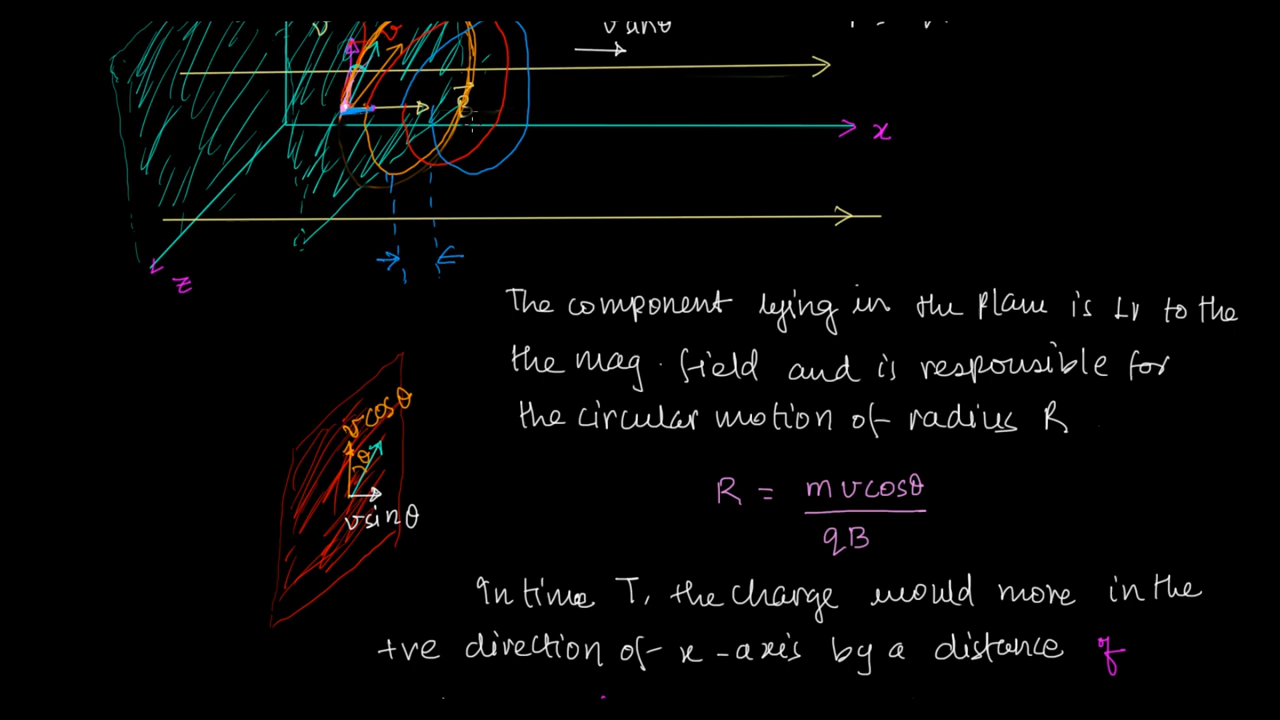 v sinθ
x
z
The component lying in the Plane is Lr to the
the mag. field and is responsible for
the circular motion of radius R
v cosθ
θ
v sinθ
R = mvcosθ / qB
In time T, the charge would move in the
+ve direction of x-axis by a distance of